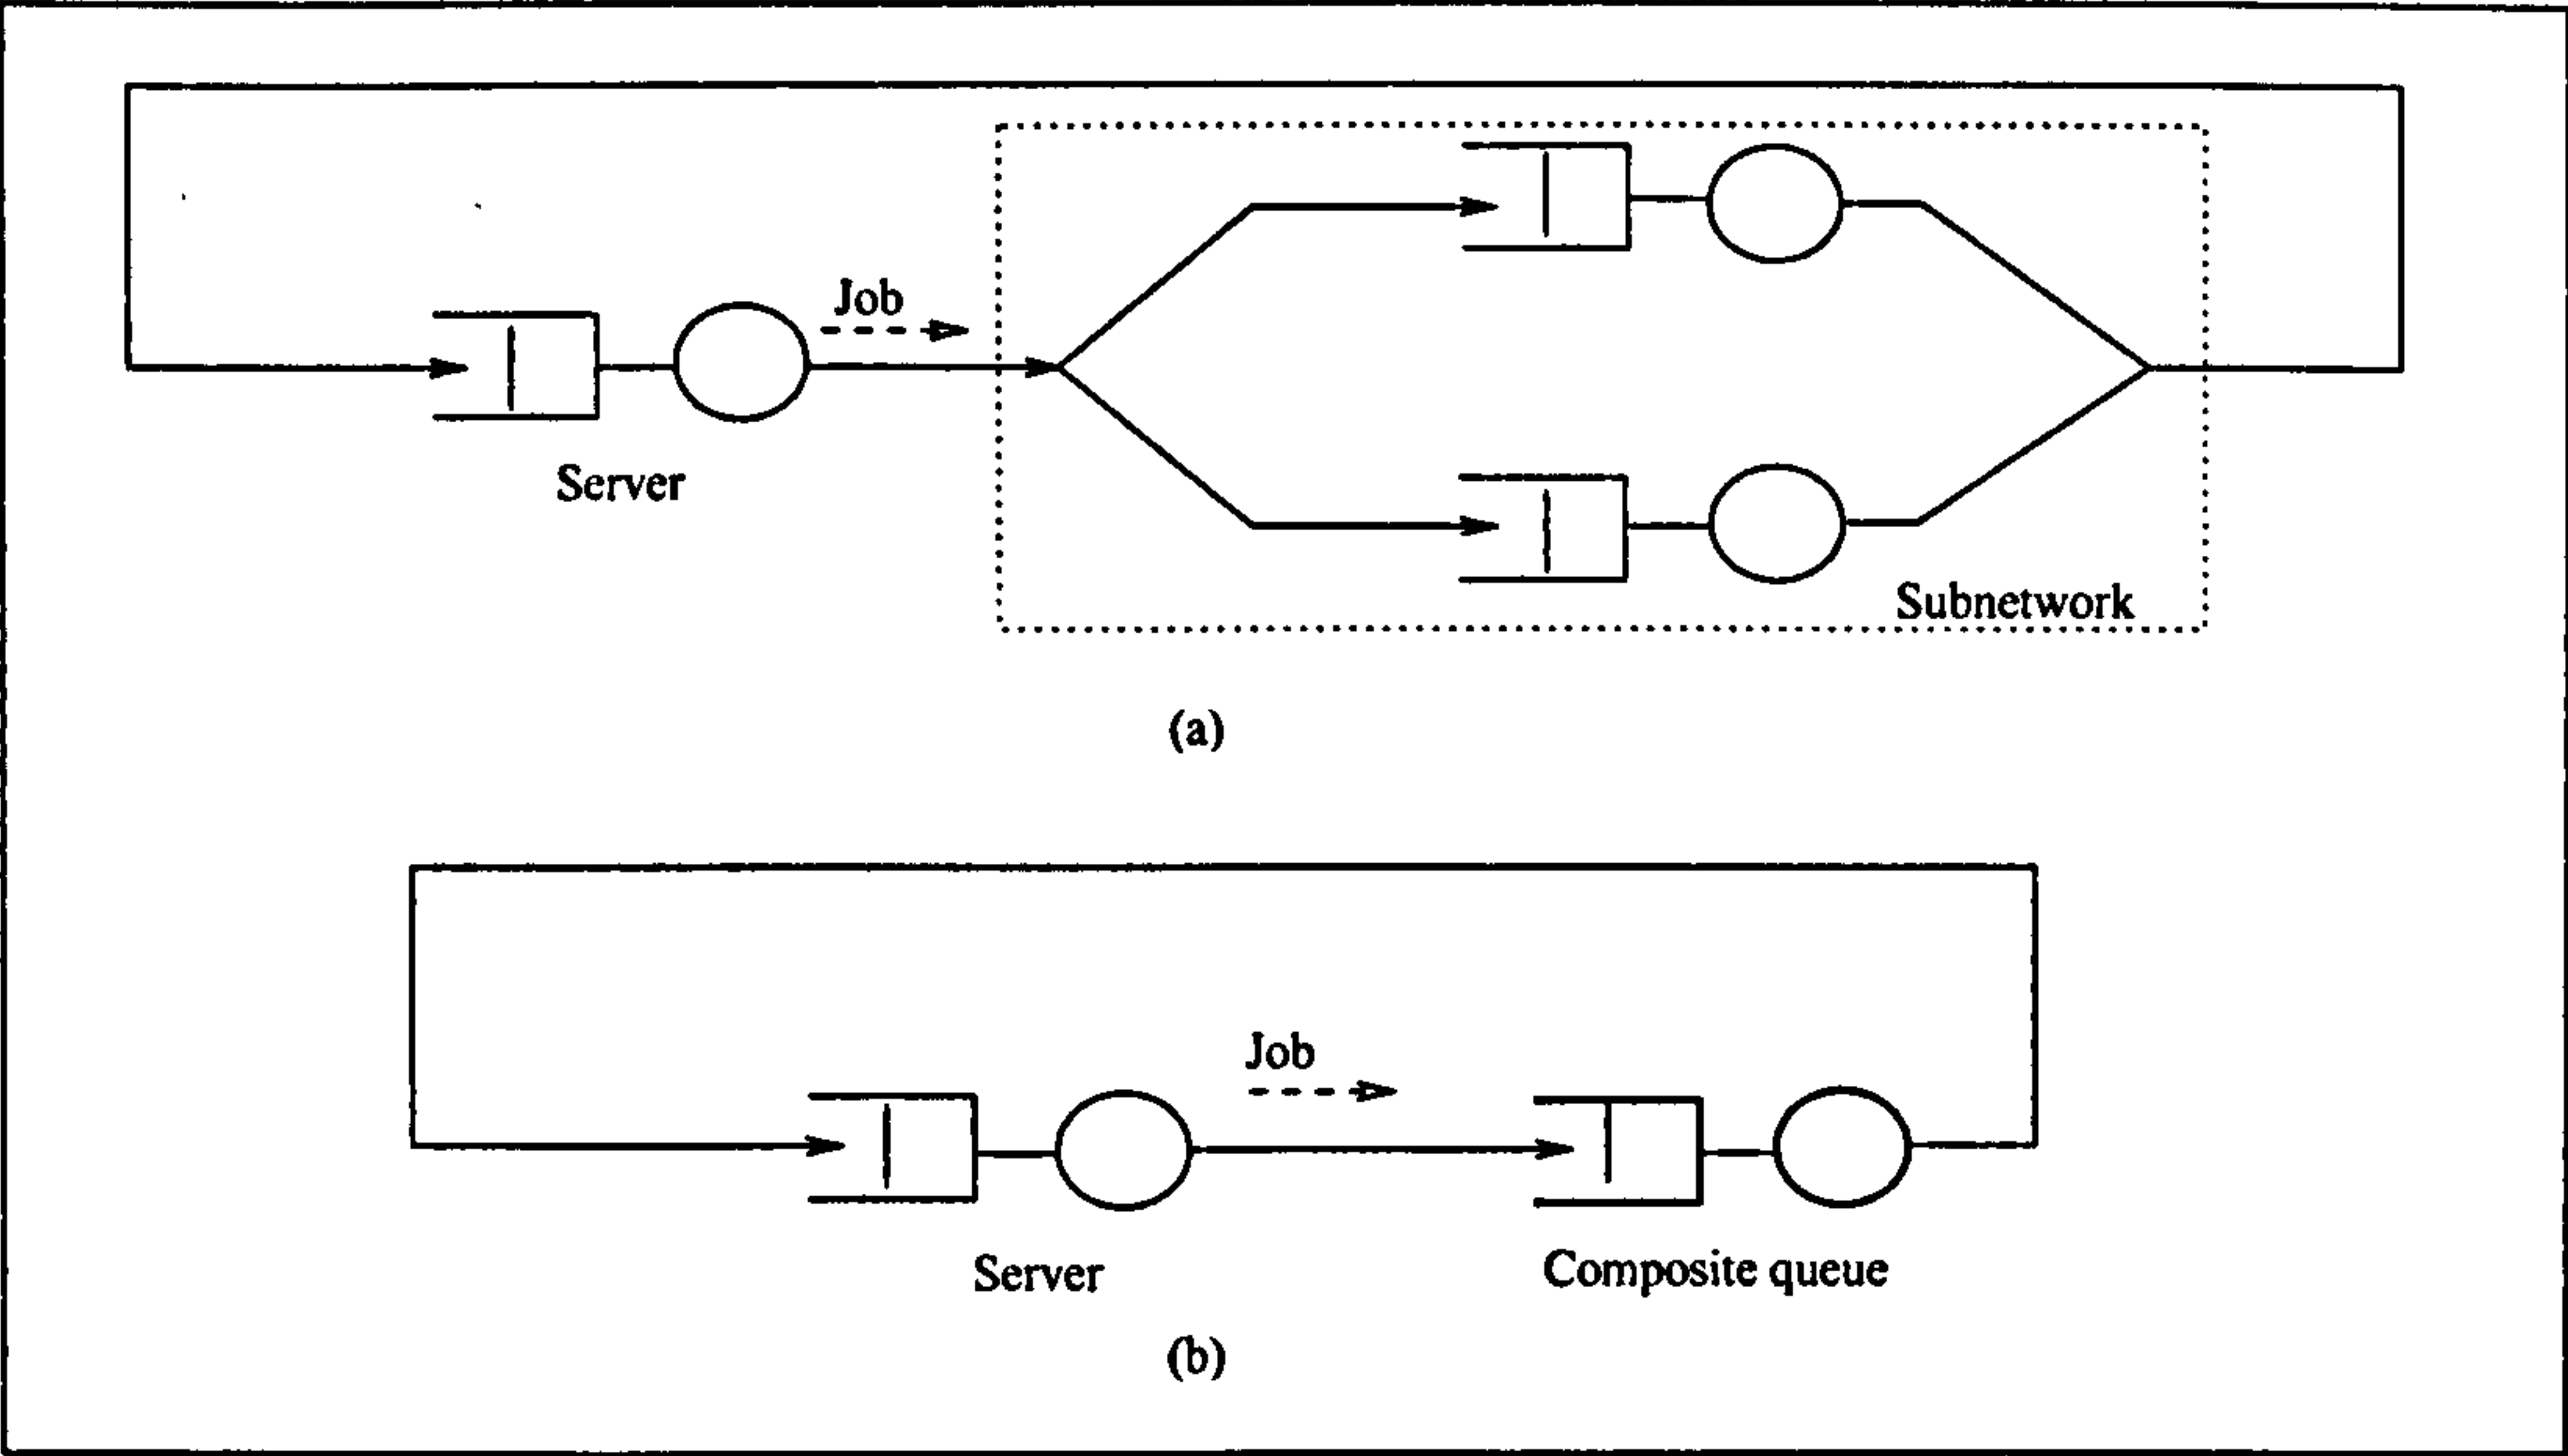 Job
Server
Subnetwork
(a)
Job
Server
Composite queue
(b)